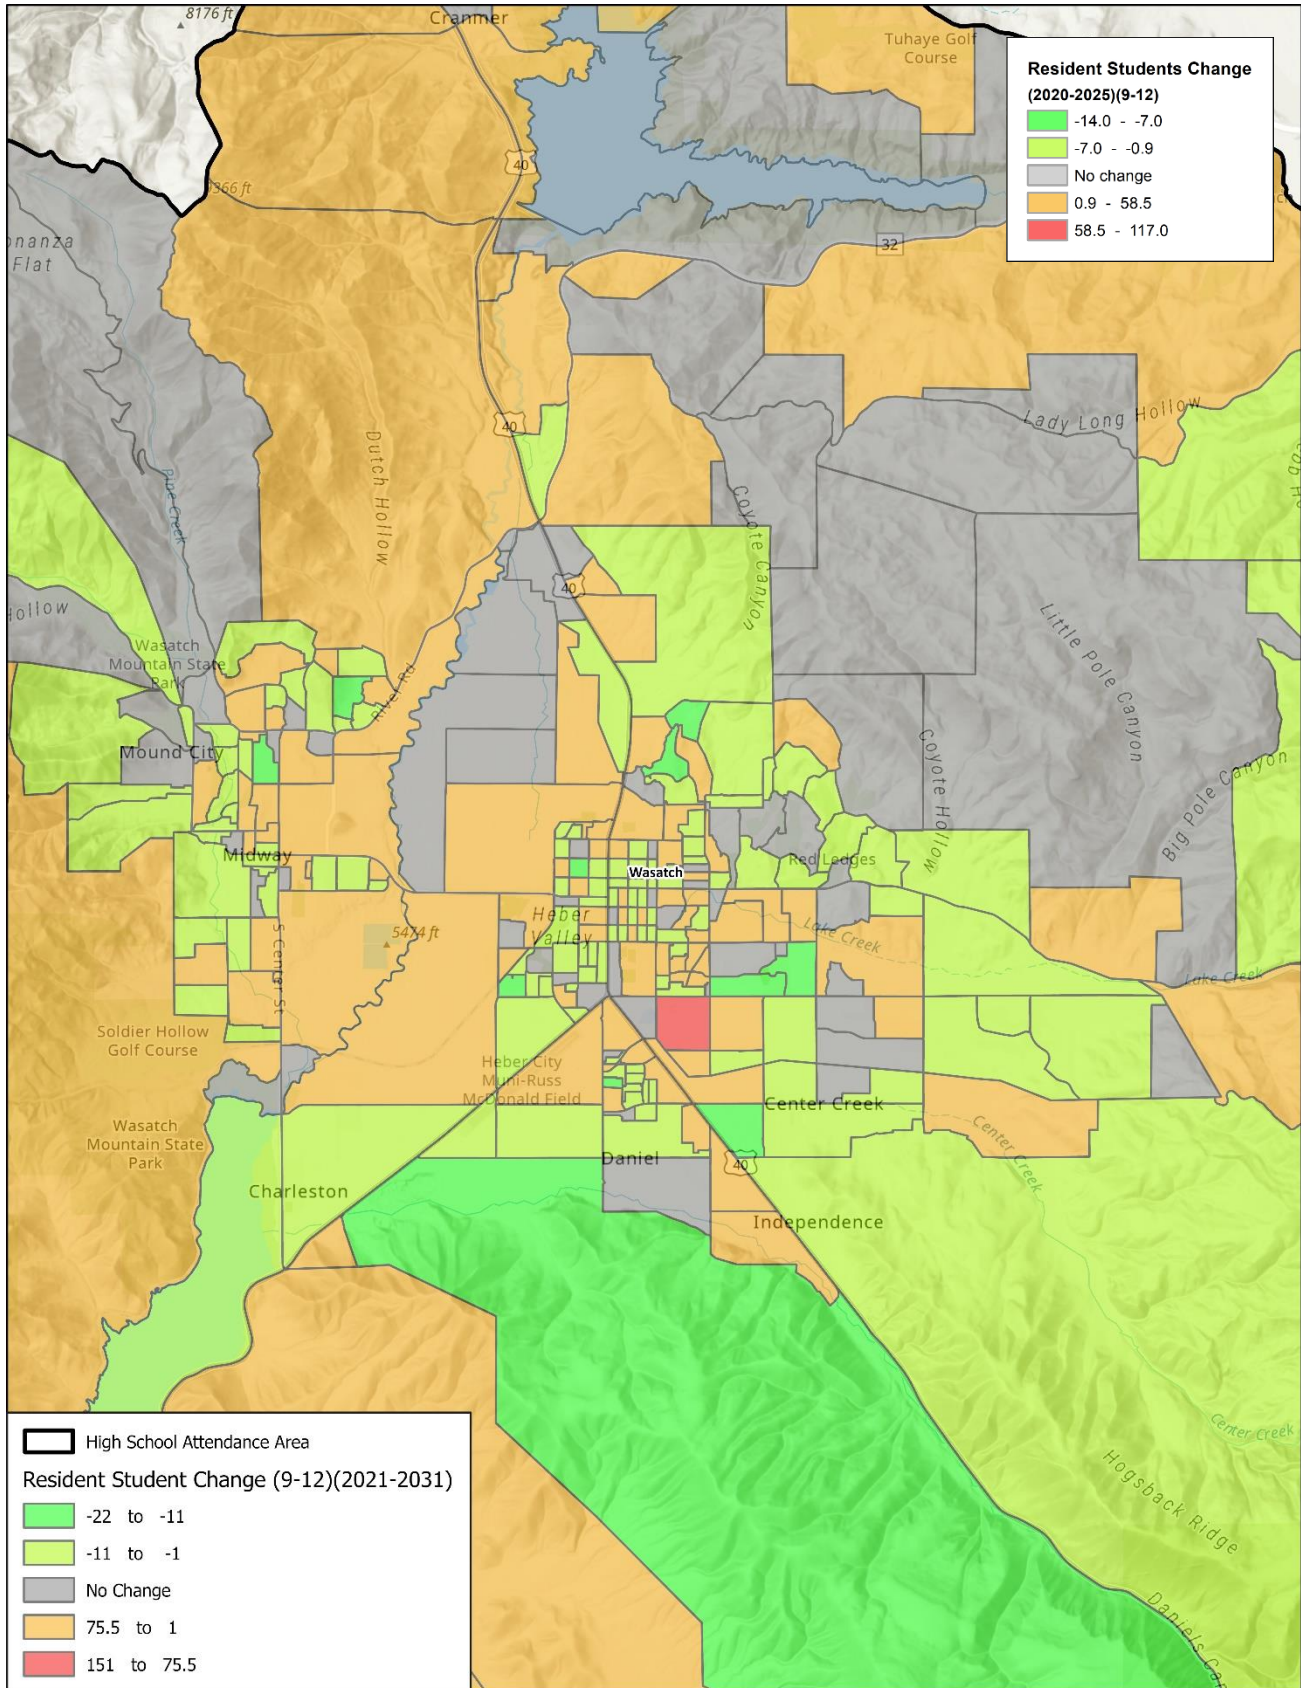 8176 ft
Cranmer
Tuhaye Golf
Course
Resident Students Change
(2020-2025)(9-12)
-14.0 - -7.0
-7.0 - -0.9
No change
0.9 - 58.5
58.5 - 117.0
40
32
Flat
Lady Long Hollow
40
Dutch Hollow
Pine Creek
Coyote Canyon
40
Hollow
Little Pole Canyon
Wasatch
Mountain State
Park
River Rd
Mound City
Coyote Hollow
Big Pole Canyon
Midway
Red Ledges
Wasatch
Heber
Valley
Lake Creek
5474 ft
S Center St
Lake Creek
Soldier Hollow
Golf Course
Heber City
Muni-Russ
McDonald Field
Center Creek
Center Creek
Wasatch
Mountain State
Park
Daniel
40
Charleston
Independence
Center Creek
Hogsback Ridge
High School Attendance Area
Resident Student Change (9-12)(2021-2031)
-22 to -11
-11 to -1
No Change
75.5 to 1
151 to 75.5
Daniels